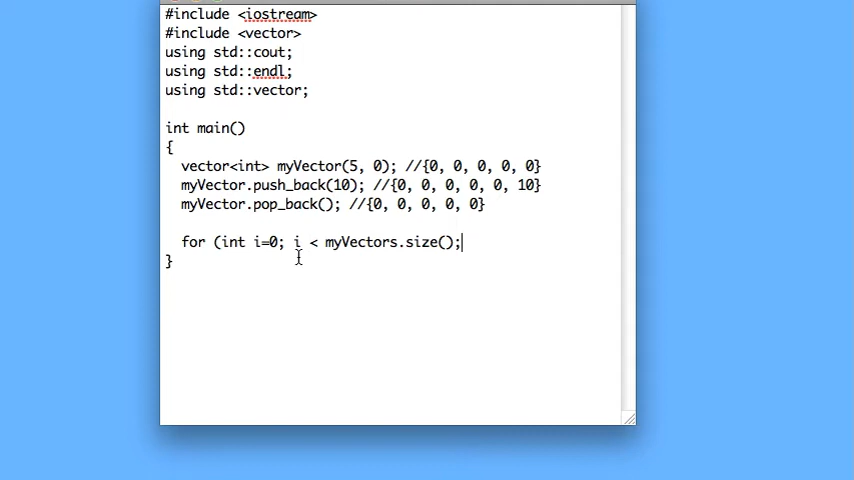 #include <iostream>
#include <vector>
using std::cout;
using std::endl;
using std::vector;
int main()
{
vector<int> myVector(5, 0); //{0, 0, 0, 0, 0}
myVector.push_back(10); //{0, 0, 0, 0, 0, 10}
myVector.pop_back(); //{0, 0, 0, 0, 0}
for (int i=0; i < myVectors.size();
}